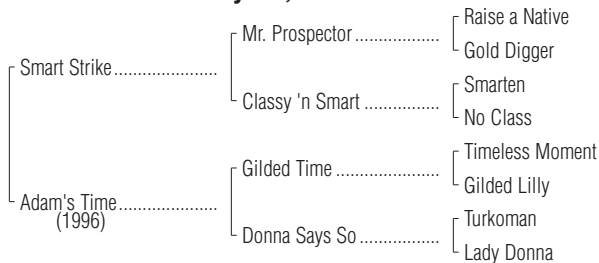 Raise a Native
Mr. Prospector..................
Gold Digger
Smart Strike......................
Smarten
Classy 'n Smart ................
No Class
Timeless Moment
Gilded Time ......................
Gilded Lilly
Adam's Time.....................
(1996)
Turkoman
Donna Says So.................
Lady Donna